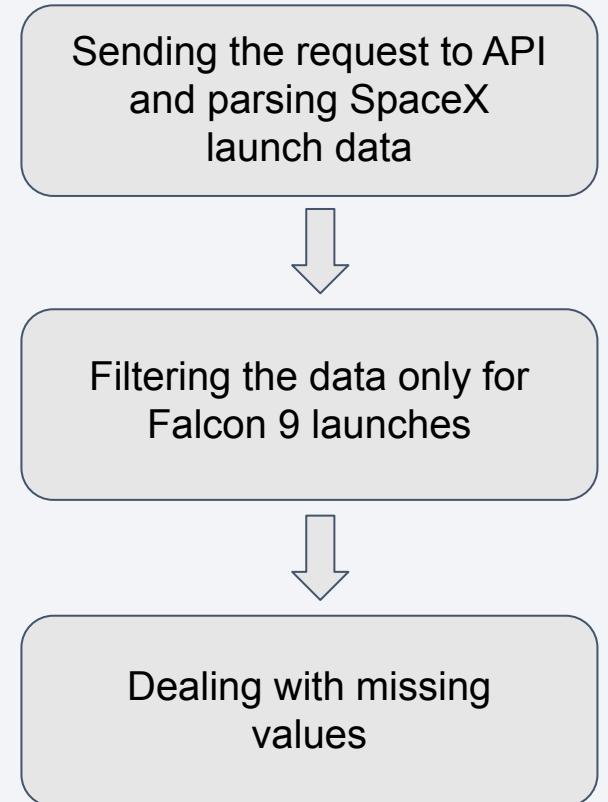 Sending the request to API
and parsing SpaceX
launch data
Filtering the data only for
Falcon 9 launches
Dealing with missing
values